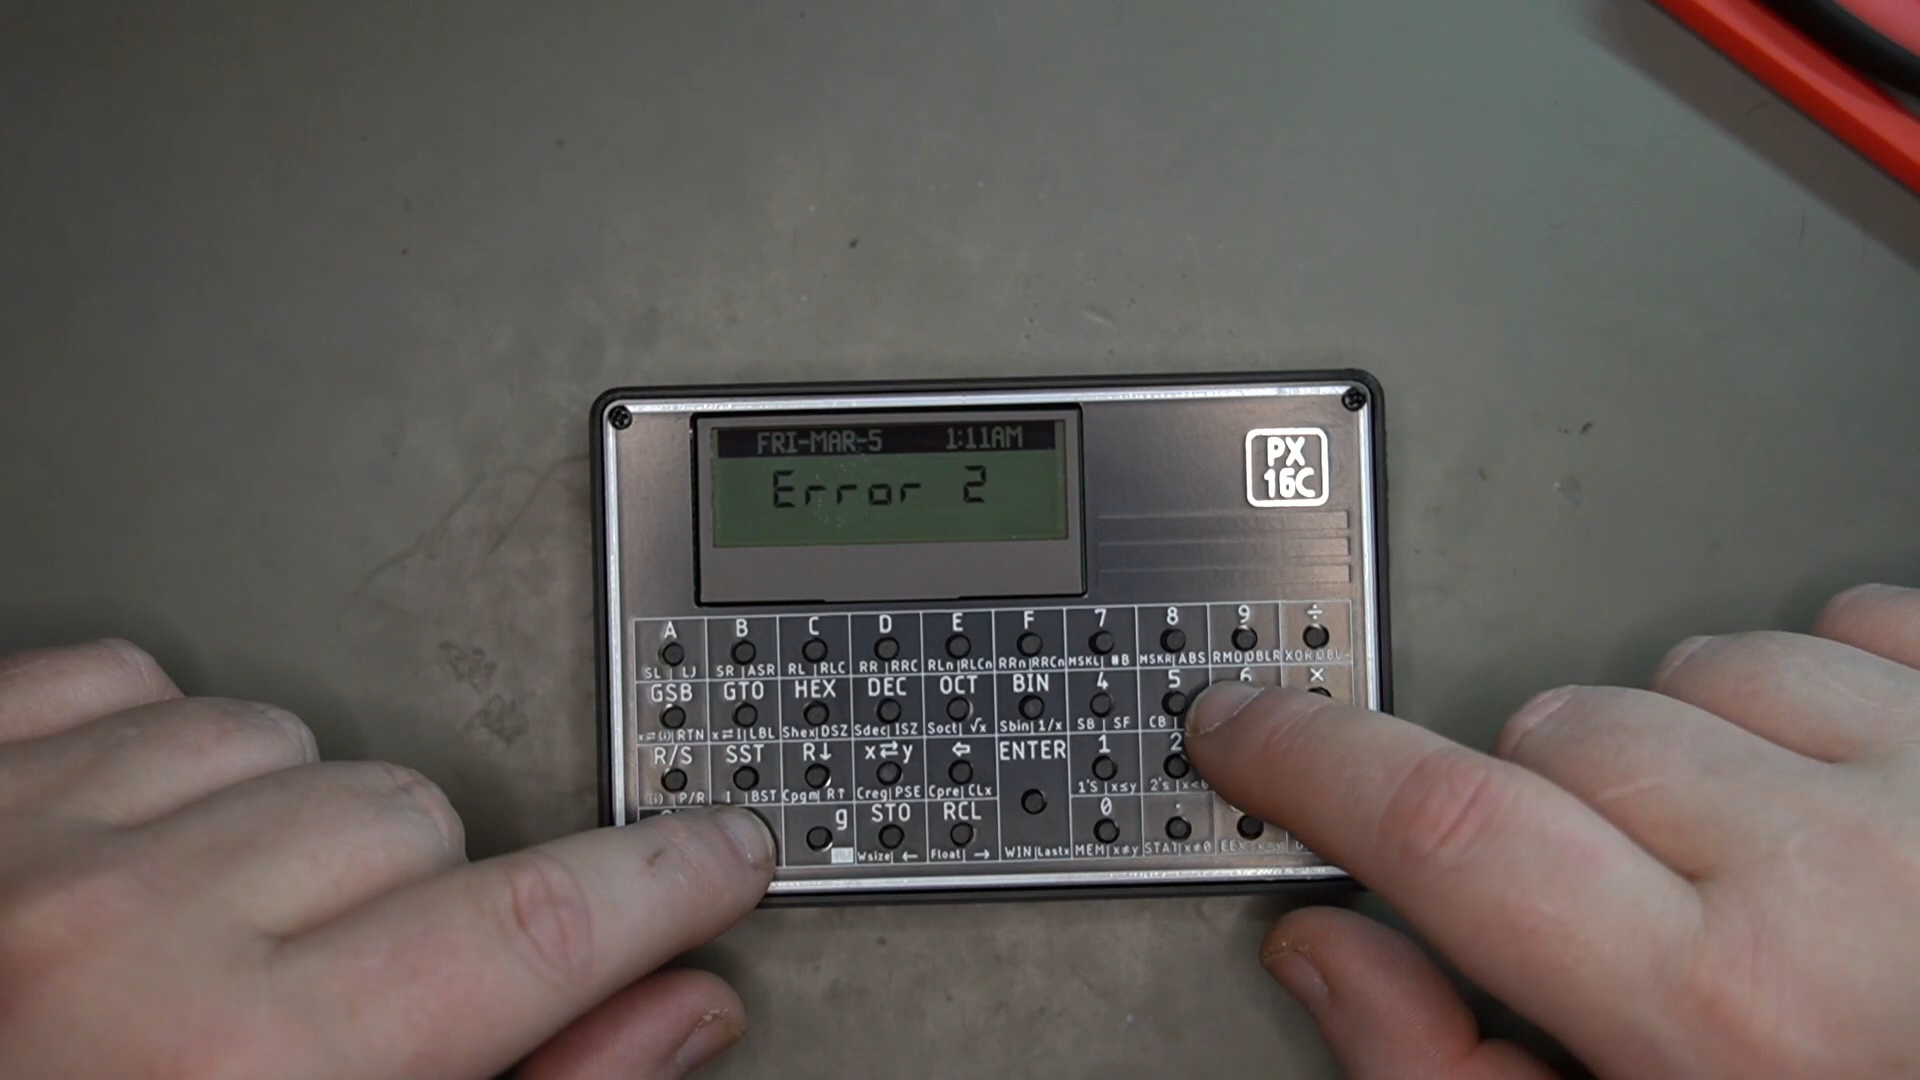 FRI-MAR-5 1:11AM
Error 2
PX
16C
A B C D E F 7 8 9 ÷
SL | LJ SR | ASR RL | RLC RR | RRC RLn | RLCn RRn | RRCn MSKL | #B MSKR | ABS RMD | DBLR XOR
GSB GTO HEX DEC OCT BIN 4 5 6 ×
x⇄(i) | RTN x⇄I | LBL Shex | DSZ Sdec | ISZ Soct | √x Sbin | 1/x SB | SF CB |
R/S SST R↓ x⇄y ⇦ ENTER 1 2
(i) | P/R I | BST Cpgm | R↑ Creg | PSE Cpre | CLx 1'S | x≤y 2's
g STO RCL 0 .
Wsize | ← Float | → WIN | Lastx MEM | x≠y STAT | x≠0 EEX